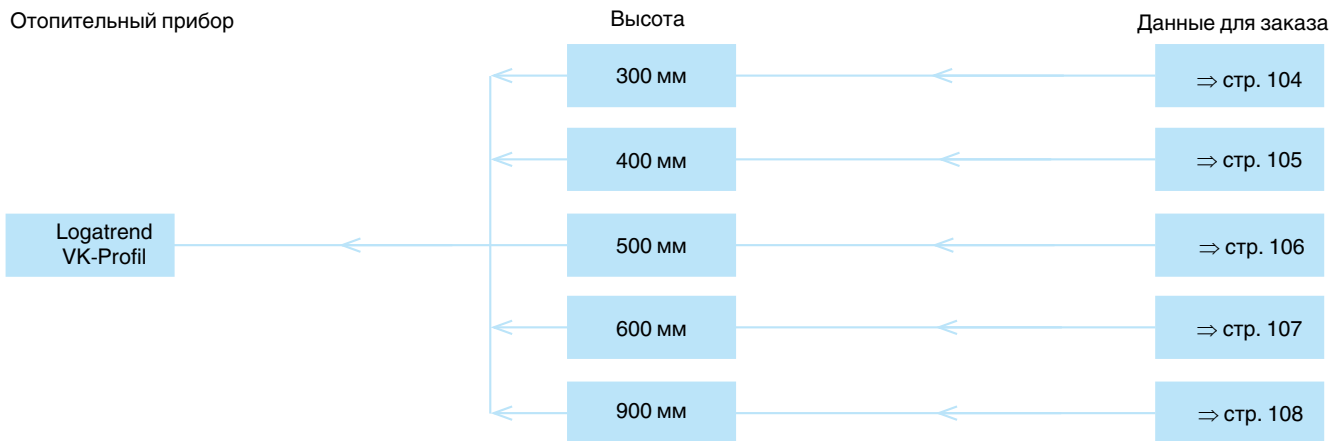 Отопительный прибор
Высота
Данные для заказа
300 мм
⇒ стр. 104
400 мм
⇒ стр. 105
Logatrend
VK-Profil
500 мм
⇒ стр. 106
600 мм
⇒ стр. 107
900 мм
⇒ стр. 108